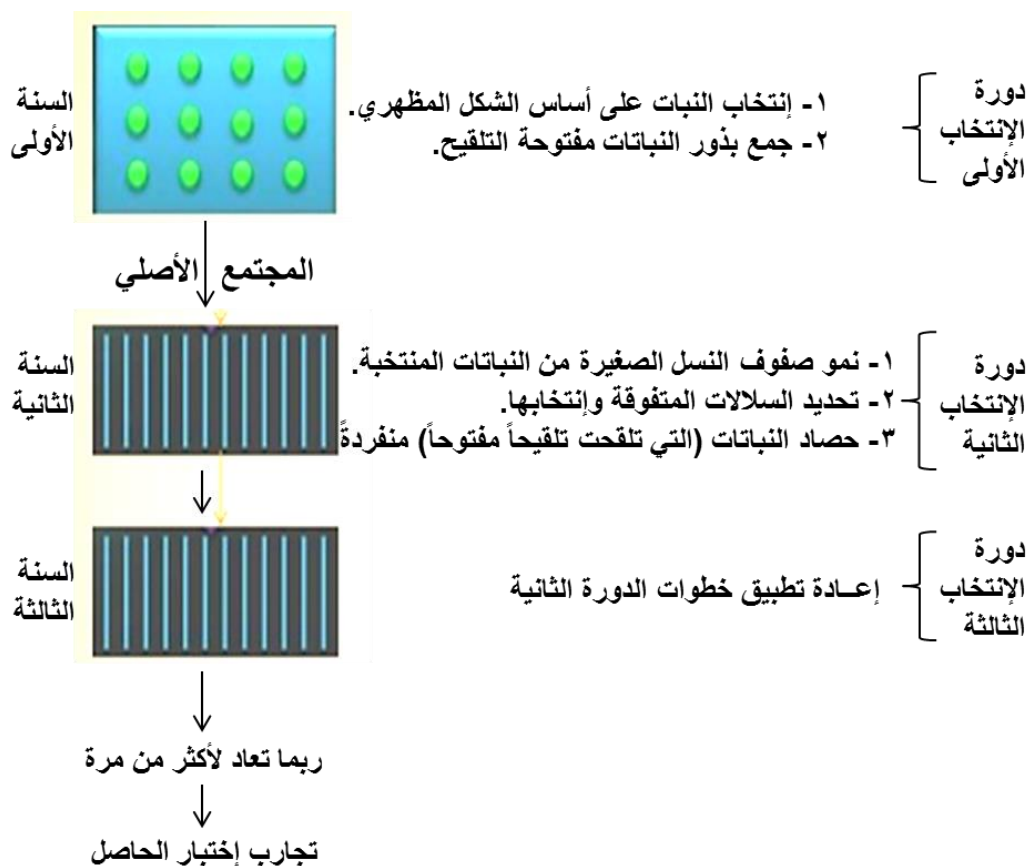 دورة
الإنتخاب
الأولى
١- إنتخاب النبات على أساس الشكل المظهري.
٢- جمع بذور النباتات مفتوحة التلقيح.
السنة
الأولى
المجتمع الأصلي
دورة
الإنتخاب
الثانية
١- نمو صفوف النسل الصغيرة من النباتات المنتخبة.
٢- تحديد السلالات المتفوقة وإنتخابها.
٣- حصاد النباتات (التي تلقحت تلقيحاً مفتوحاً) منفردةً
السنة
الثانية
دورة
الإنتخاب
الثالثة
إعــادة تطبيق خطوات الدورة الثانية
السنة
الثالثة
ربما تعاد لأكثر من مرة
تجارب إختبار الحاصل